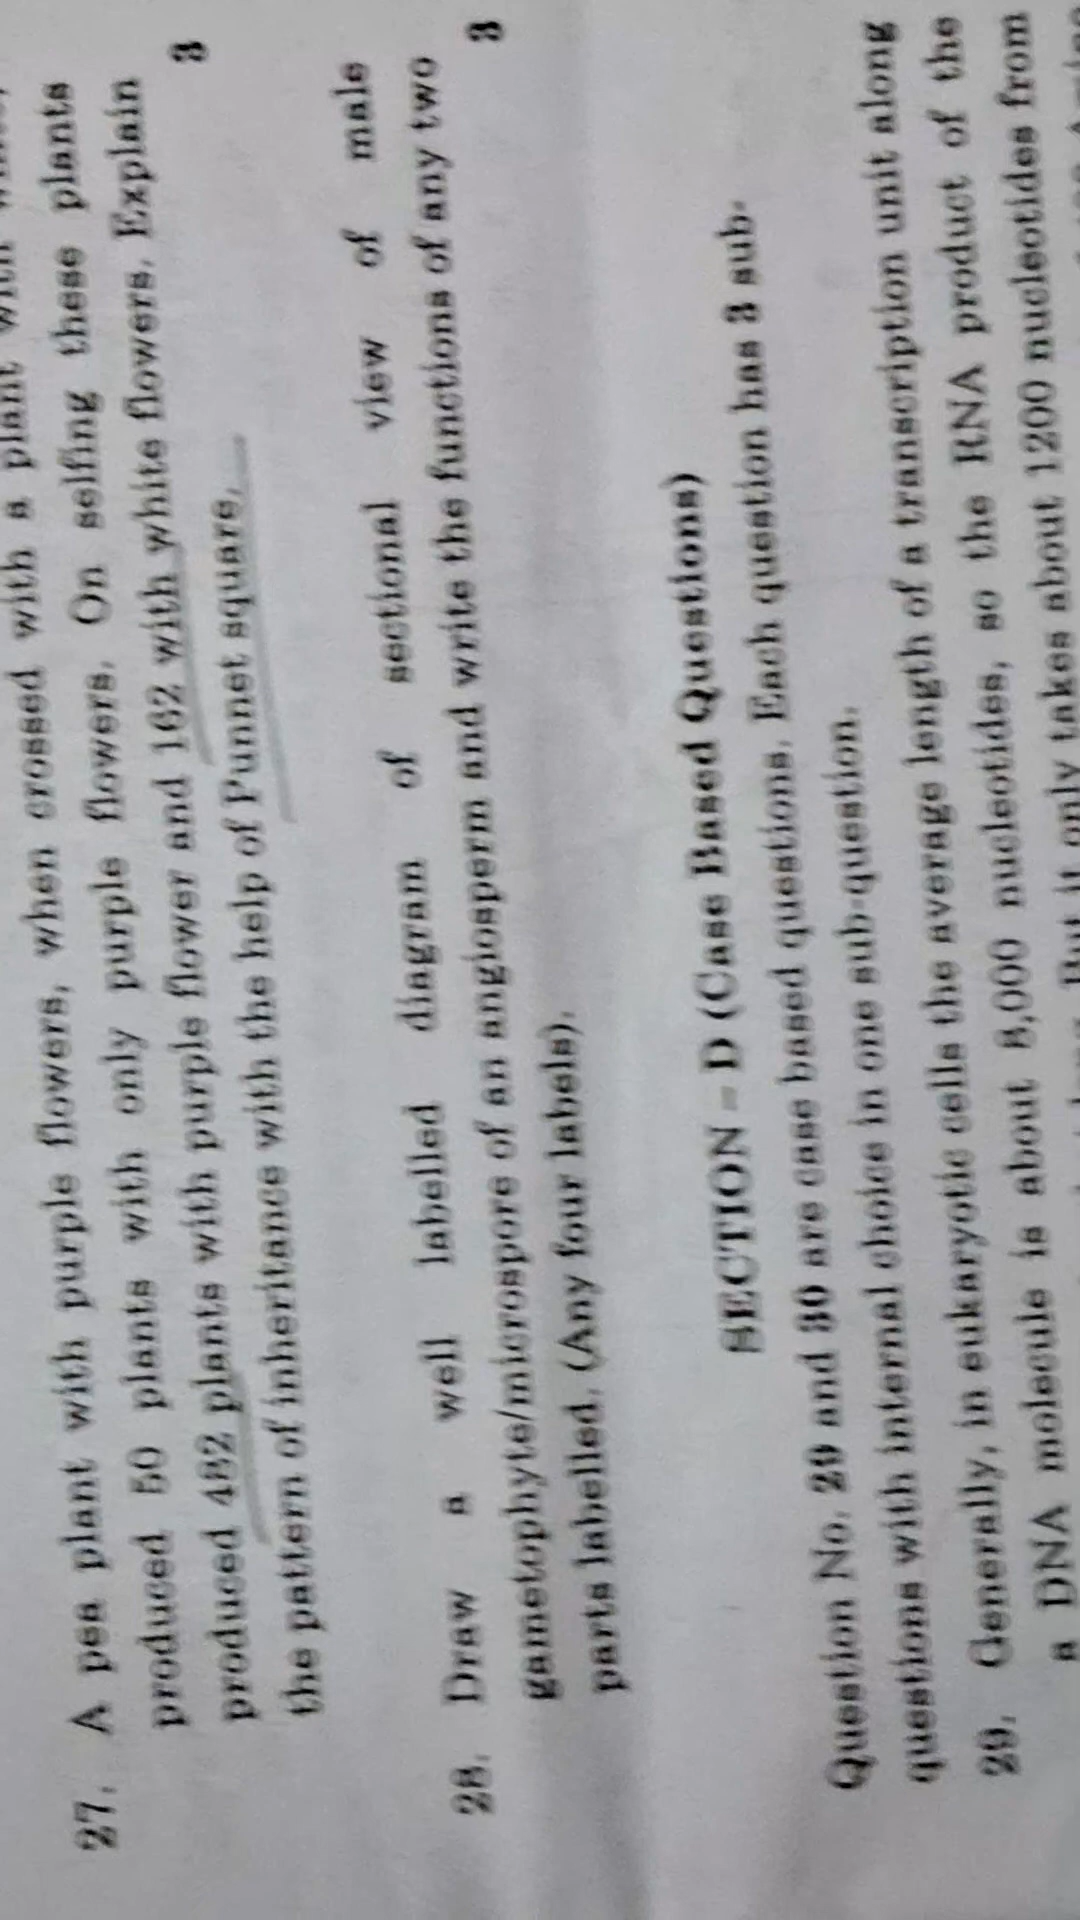 27. A pea plant with purple flowers, when crossed with a plant with
produced 50 plants with only purple flowers. On selfing these plants
produced 482 plants with purple flower and 162 with white flowers. Explain
the pattern of inheritance with the help of Punnet square. 3
28. Draw a well labelled diagram of sectional view of male
gametophyte/microspore of an angiosperm and write the functions of any two
parts labelled. (Any four labels). 3
SECTION – D (Case Based Questions)
Question No. 29 and 30 are case based questions. Each question has 3 sub-
questions with internal choice in one sub-question.
29. Generally, in eukaryotic cells the average length of a transcription unit along
a DNA molecule is about 8,000 nucleotides, so the RNA product of the
But it only takes about 1200 nucleotides from